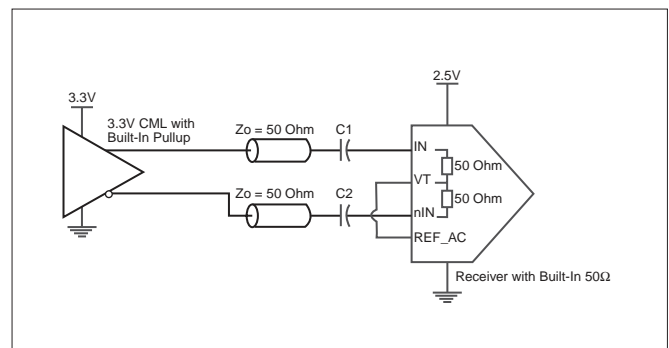 3.3V
3.3V CML with
Built-In Pullup
Zo = 50 Ohm
C1
Zo = 50 Ohm
C2
2.5V
IN
50 Ohm
VT
50 Ohm
nIN
REF_AC
Receiver with Built-In 50Ω